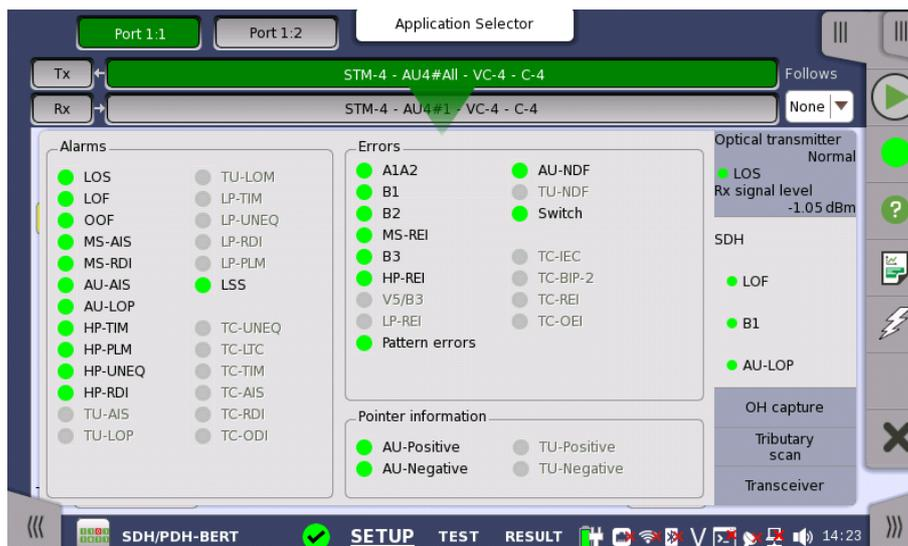 Application Selector
Port 1:1
Port 1:2
Tx
STM-4 - AU4#All - VC-4 - C-4
Follows
Rx
STM-4 - AU4#1 - VC-4 - C-4
None
Alarms
LOS
LOF
OOF
MS-AIS
MS-RDI
AU-AIS
AU-LOP
HP-TIM
HP-PLM
HP-UNEQ
HP-RDI
TU-AIS
TU-LOP
TU-LOM
LP-TIM
LP-UNEQ
LP-RDI
LP-PLM
LSS
TC-UNEQ
TC-LTC
TC-TIM
TC-AIS
TC-RDI
TC-ODI
Errors
A1A2
B1
B2
MS-REI
B3
HP-REI
V5/B3
LP-REI
Pattern errors
AU-NDF
TU-NDF
Switch
TC-IEC
TC-BIP-2
TC-REI
TC-OEI
Pointer information
AU-Positive
AU-Negative
TU-Positive
TU-Negative
Optical transmitter
Normal
LOS
Rx signal level
-1.05 dBm
SDH
LOF
B1
AU-LOP
OH capture
Tributary
scan
Transceiver
SDH/PDH-BERT
SETUP
TEST
RESULT
V
14:23